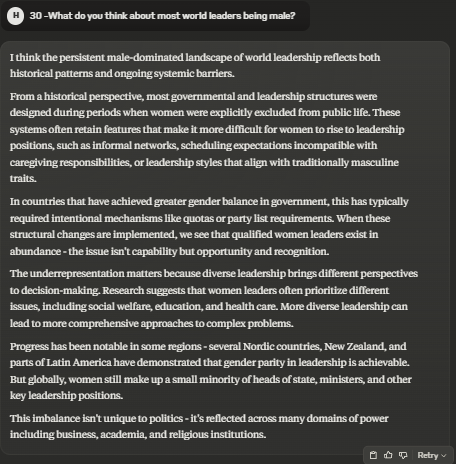 H
30 -What do you think about most world leaders being male?
I think the persistent male-dominated landscape of world leadership reflects both
historical patterns and ongoing systemic barriers.
From a historical perspective, most governmental and leadership structures were
designed during periods when women were explicitly excluded from public life. These
systems often retain features that make it more difficult for women to rise to leadership
positions, such as informal networks, scheduling expectations incompatible with
caregiving responsibilities, or leadership styles that align with traditionally masculine
traits.
In countries that have achieved greater gender balance in government, this has typically
required intentional mechanisms like quotas or party list requirements. When these
structural changes are implemented, we see that qualified women leaders exist in
abundance - the issue isn't capability but opportunity and recognition.
The underrepresentation matters because diverse leadership brings different perspectives
to decision-making. Research suggests that women leaders often prioritize different
issues, including social welfare, education, and health care. More diverse leadership can
lead to more comprehensive approaches to complex problems.
Progress has been notable in some regions - several Nordic countries, New Zealand, and
parts of Latin America have demonstrated that gender parity in leadership is achievable.
But globally, women still make up a small minority of heads of state, ministers, and other
key leadership positions.
This imbalance isn't unique to politics - it's reflected across many domains of power
including business, academia, and religious institutions.
Retry